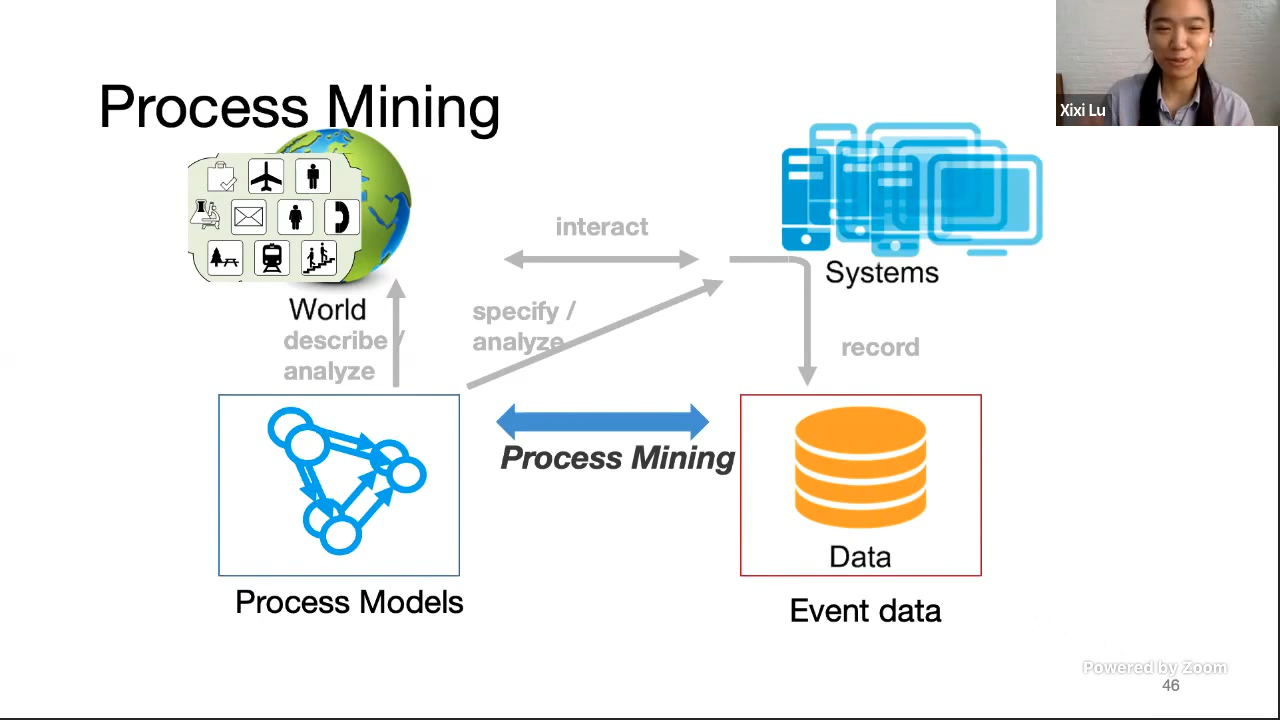 Process Mining
Xixi Lu
interact
Systems
World
specify /
analyze
describe /
analyze
record
Process Mining
Data
Process Models
Event data
Powered by Zoom
46